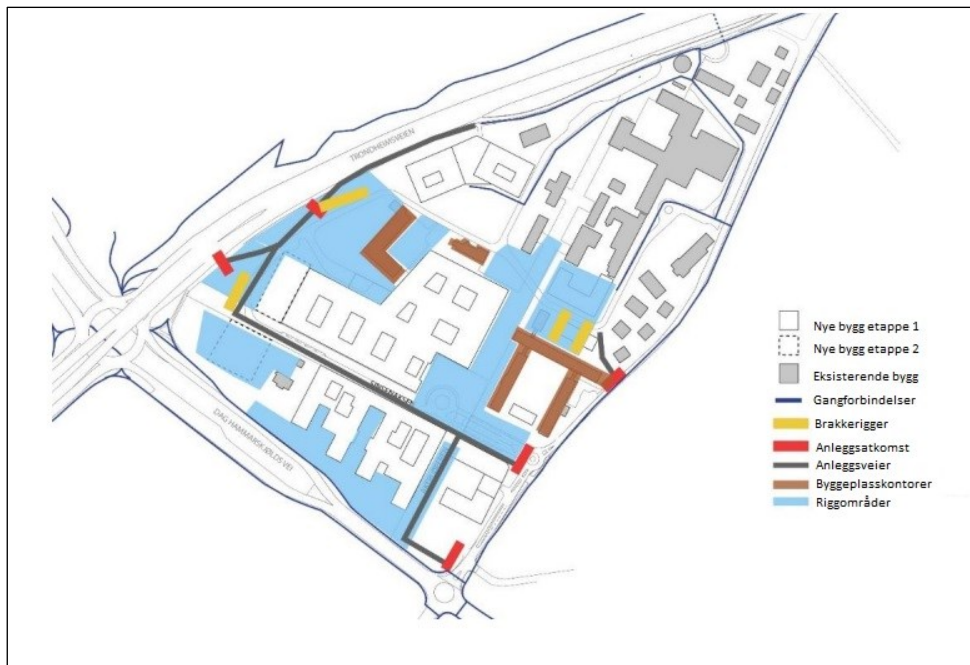 TRONDHEIMSVEIEN
DAG HAMMARSKJØLDS VEI
Nye bygg etappe 1
Nye bygg etappe 2
Eksisterende bygg
Gangforbindelser
Brakkerigger
Anleggsatkomst
Anleggsveier
Byggeplasskontorer
Riggområder